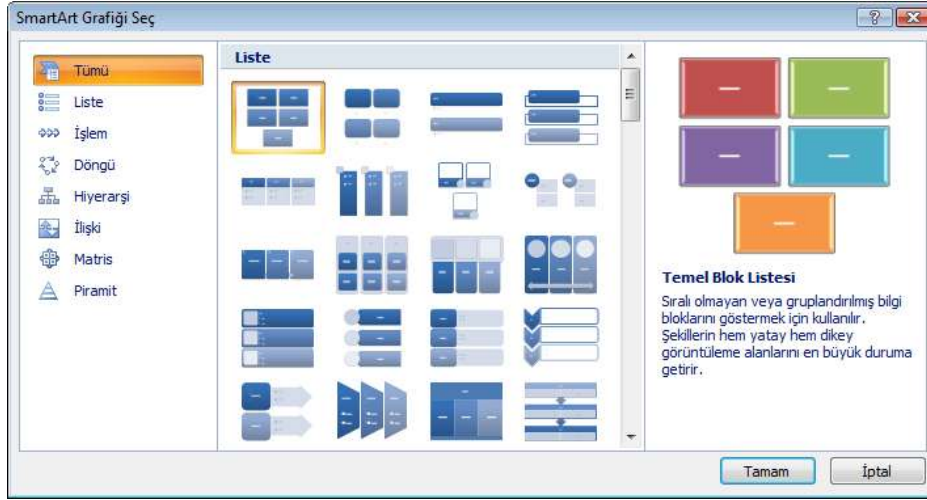 SmartArt Grafiği Seç
Tümü
Liste
İşlem
Döngü
Hiyerarşi
İlişki
Matris
Piramit
Liste
Temel Blok Listesi
Sıralı olmayan veya gruplandırılmış bilgi
bloklarını göstermek için kullanılır.
Şekillerin hem yatay hem dikey
görüntüleme alanlarını en büyük duruma
getirir.
Tamam
İptal